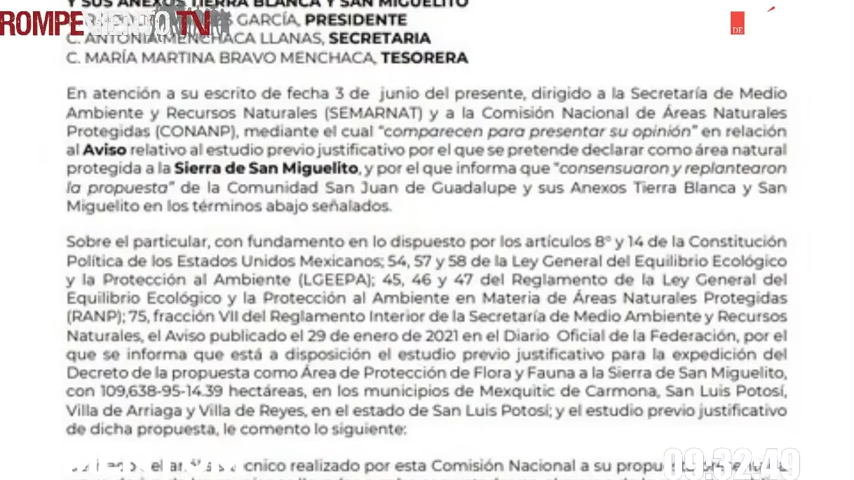 Y SUS ANEXOS TIERRA BLANCA Y SAN MIGUELITO
ROMPEVIENTO TV
GARCÍA, PRESIDENTE
DE
C. ANTONIA MENCHACA LLANAS, SECRETARIA
C. MARÍA MARTINA BRAVO MENCHACA, TESORERA
En atención a su escrito de fecha 3 de junio del presente, dirigido a la Secretaría de Medio
Ambiente y Recursos Naturales (SEMARNAT) y a la Comisión Nacional de Áreas Naturales
Protegidas (CONANP), mediante el cual “comparecen para presentar su opinión” en relación
al Aviso relativo al estudio previo justificativo por el que se pretende declarar como área natural
protegida a la Sierra de San Miguelito, y por el que informa que “consensuaron y replantearon
la propuesta” de la Comunidad San Juan de Guadalupe y sus Anexos Tierra Blanca y San
Miguelito en los términos abajo señalados.
Sobre el particular, con fundamento en lo dispuesto por los artículos 8° y 14 de la Constitución
Política de los Estados Unidos Mexicanos; 54, 57 y 58 de la Ley General del Equilibrio Ecológico
y la Protección al Ambiente (LGEEPA); 45, 46 y 47 del Reglamento de la Ley General del
Equilibrio Ecológico y la Protección al Ambiente en Materia de Áreas Naturales Protegidas
(RANP); 75, fracción VII del Reglamento Interior de la Secretaría de Medio Ambiente y Recursos
Naturales, el Aviso publicado el 29 de enero de 2021 en el Diario Oficial de la Federación, por el
que se informa que está a disposición el estudio previo justificativo para la expedición del
Decreto de la propuesta como Área de Protección de Flora y Fauna a la Sierra de San Miguelito,
con 109,638-95-14.39 hectáreas, en los municipios de Mexquitic de Carmona, San Luis Potosí,
Villa de Arriaga y Villa de Reyes, en el estado de San Luis Potosí; y el estudio previo justificativo
de dicha propuesta, le comento lo siguiente:
técnico realizado por esta Comisión Nacional a su propuesta
09:32:49